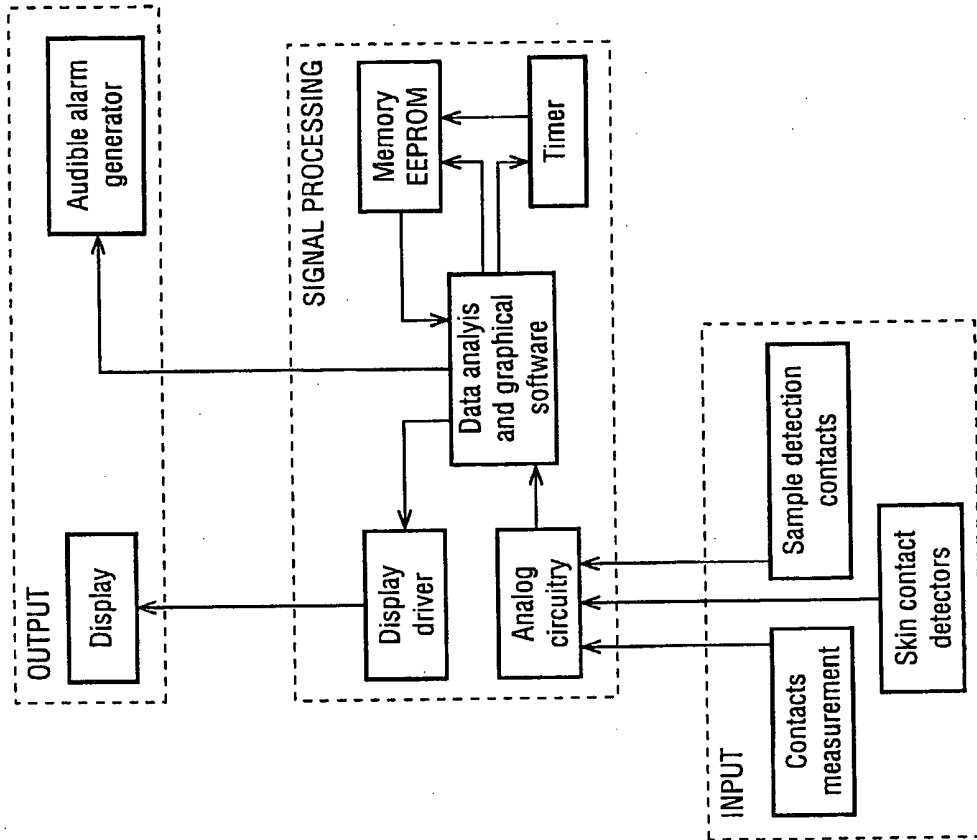 OUTPUT
Display
Audible alarm
generator
SIGNAL PROCESSING
Display
driver
Memory
EEPROM
Analog
circuitry
Data analyis
and graphical
software
Timer
INPUT
Contacts
measurement
Sample detection
contacts
Skin contact
detectors